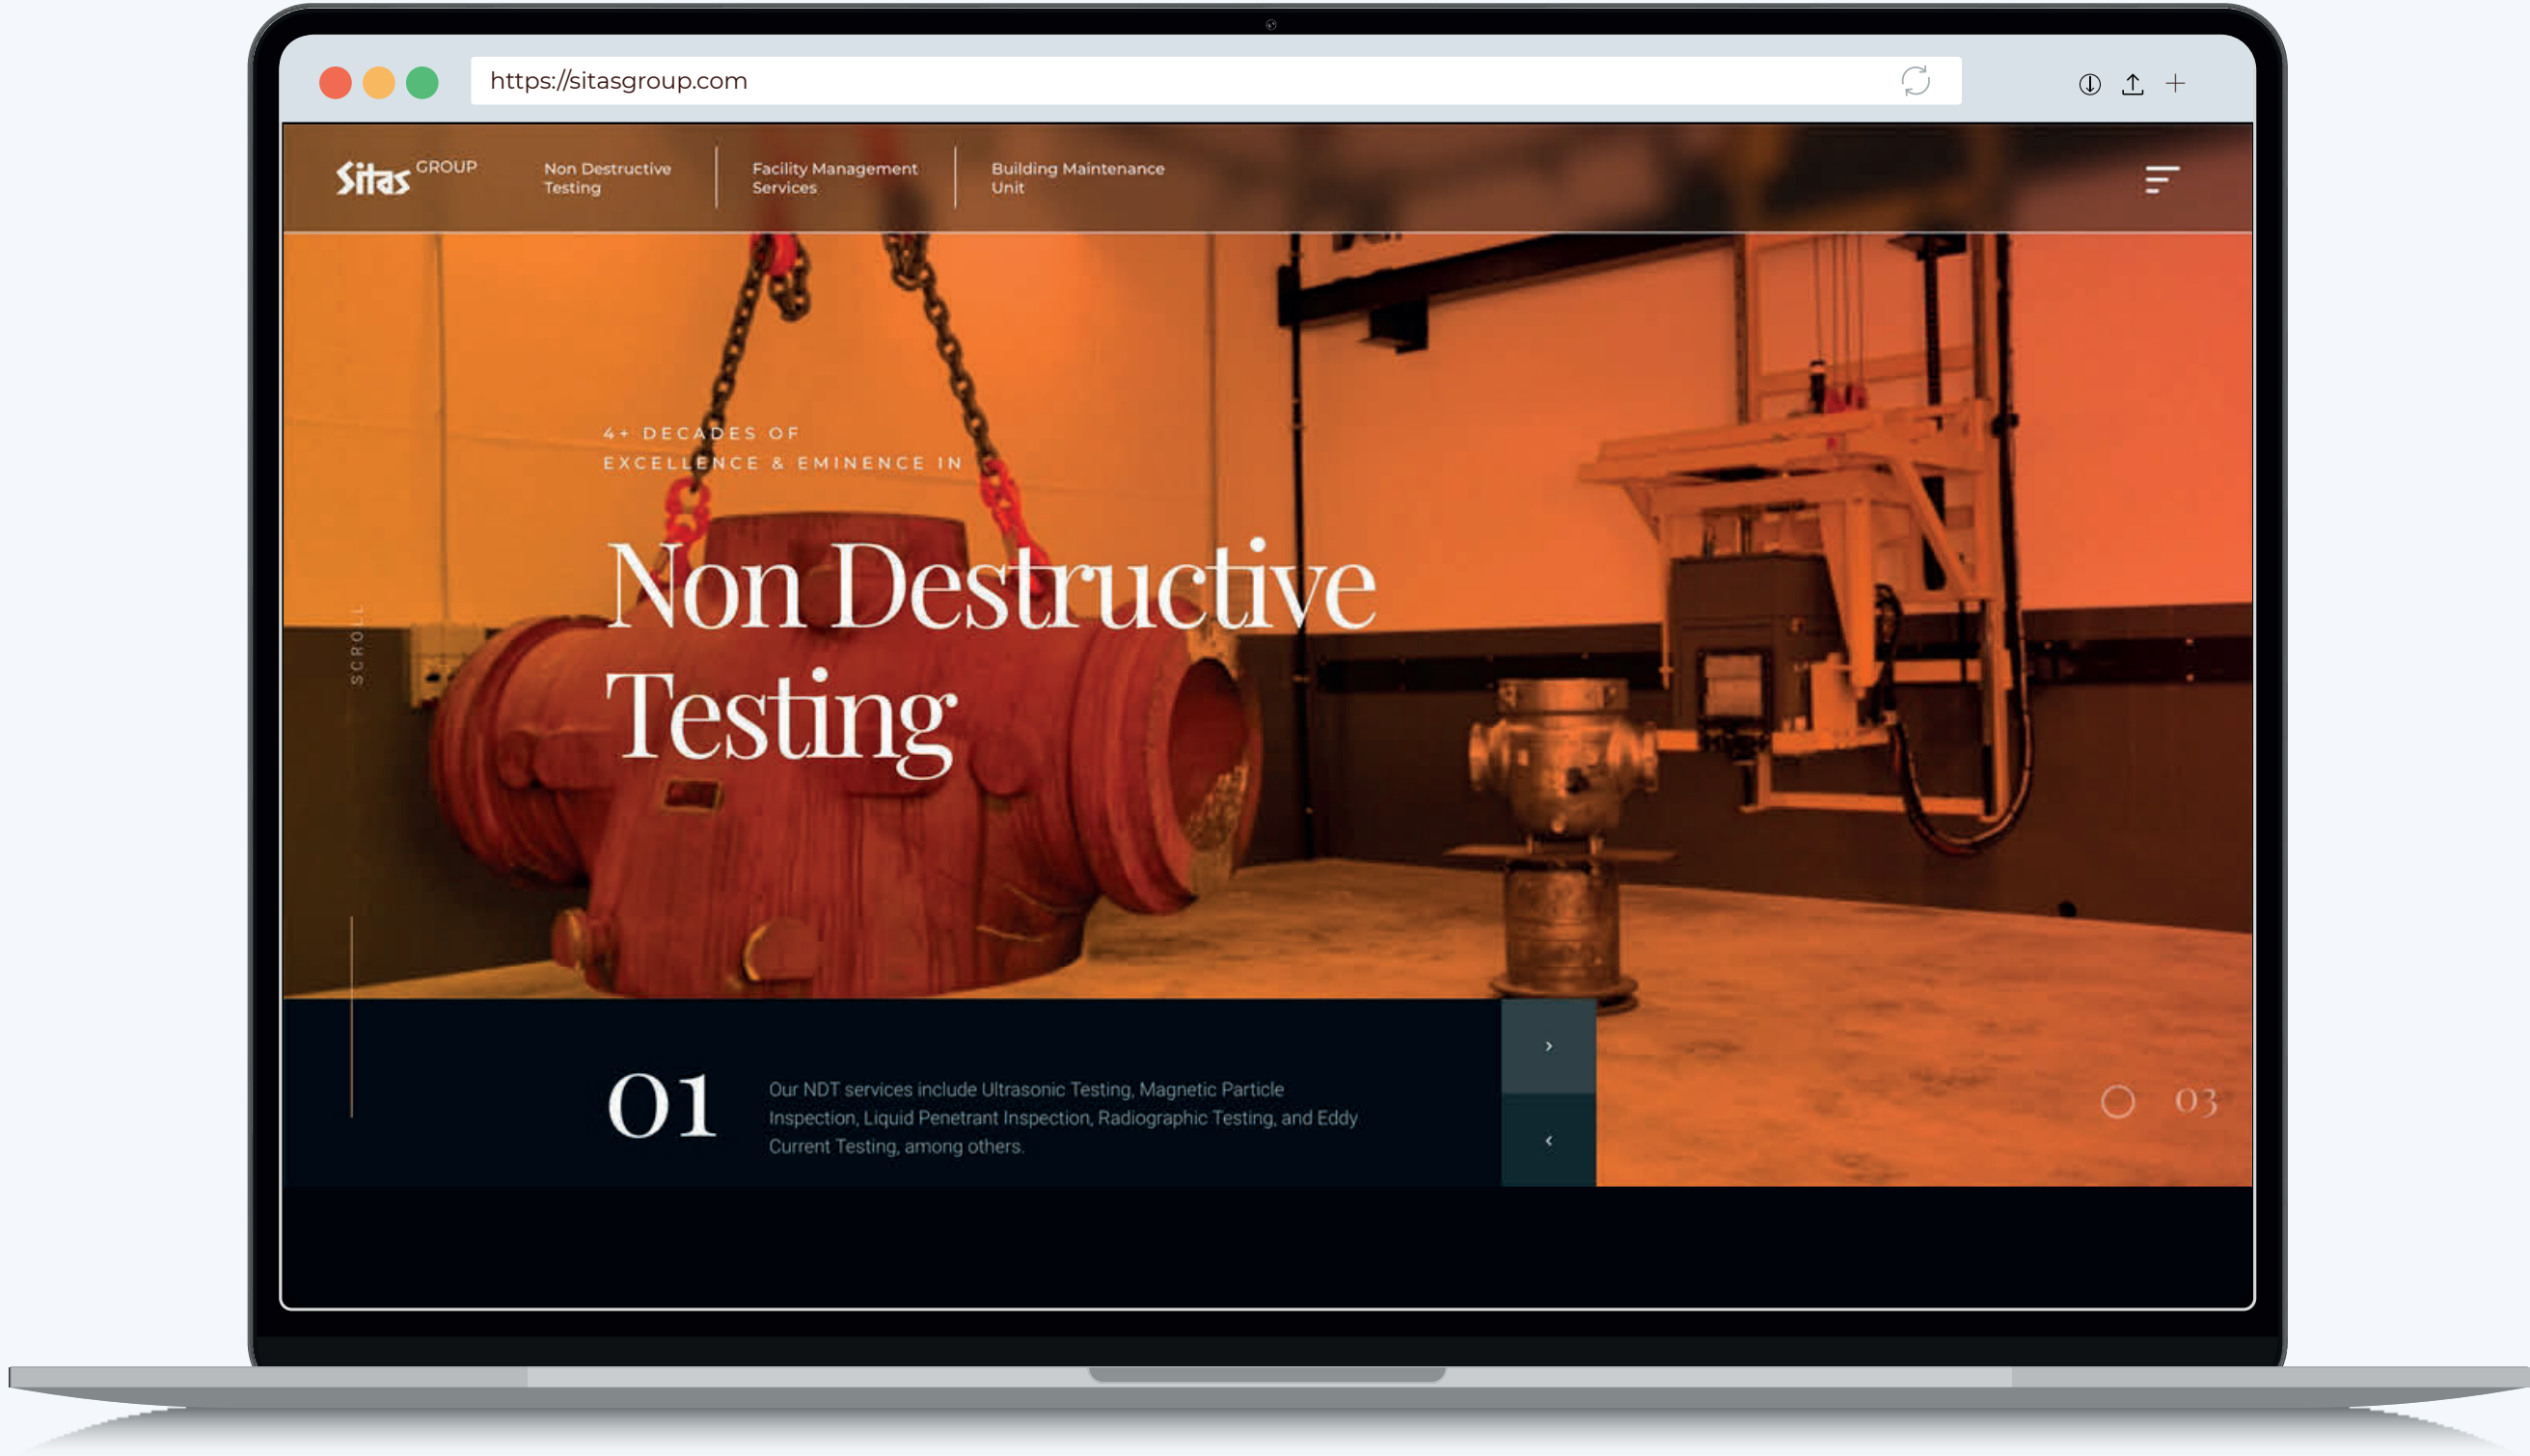 https://sitasgroup.com
Sitas GROUP
Non Destructive
Testing
Facility Management
Services
Building Maintenance
Unit
4+ DECADES OF
EXCELLENCE & EMINENCE IN
Non Destructive
Testing
SCROLL
01
Our NDT services include Ultrasonic Testing, Magnetic Particle
Inspection, Liquid Penetrant Inspection, Radiographic Testing, and Eddy
Current Testing, among others.
03